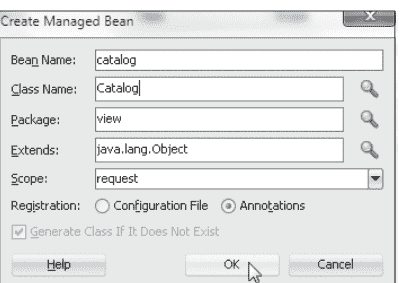 Create Managed Bean
Bean Name: catalog
Class Name: Catalog
Package: view
Extends: java.lang.Object
Scope: request
Registration: Configuration File Annotations
Generate Class If It Does Not Exist
Help OK Cancel